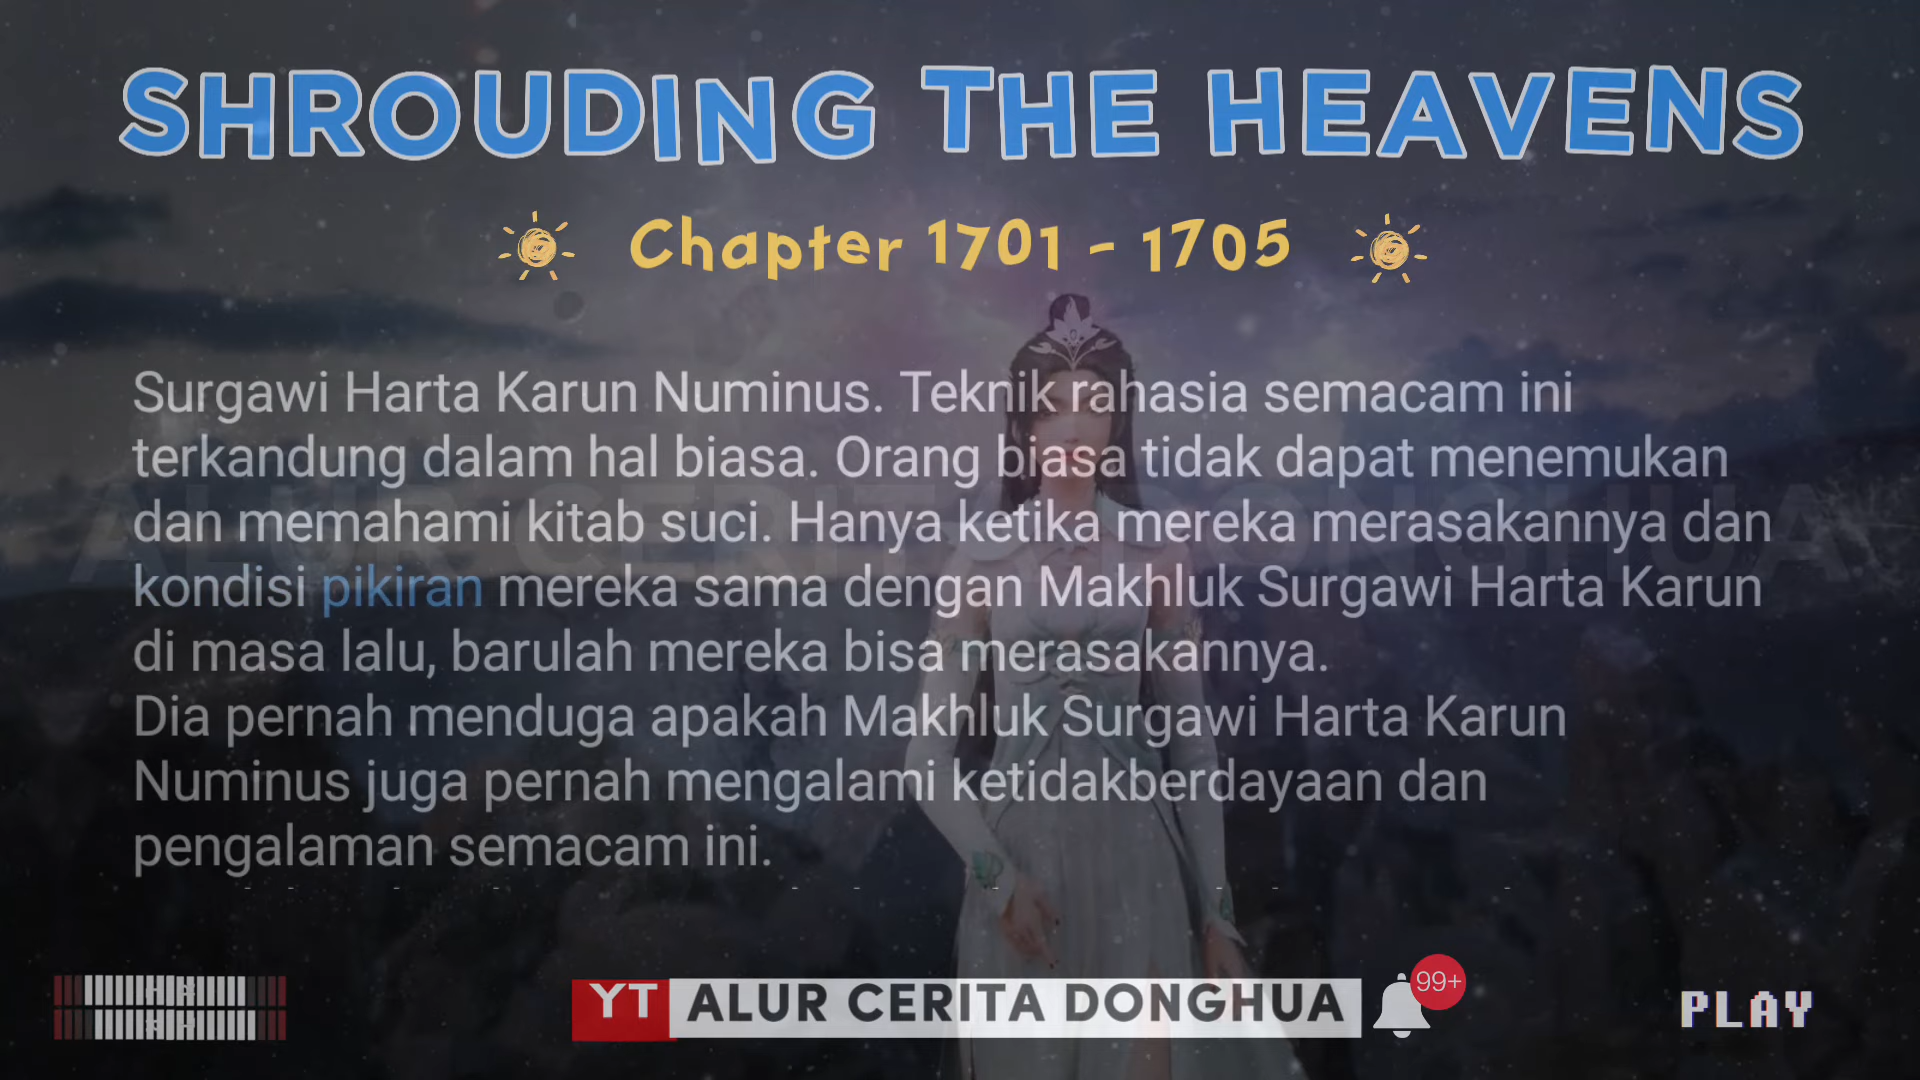 SHROUDING THE HEAVENS
Chapter 1701 - 1705
Surgawi Harta Karun Numinus. Teknik rahasia semacam ini
terkandung dalam hal biasa. Orang biasa tidak dapat menemukan
dan memahami kitab suci. Hanya ketika mereka merasakannya dan
kondisi pikiran mereka sama dengan Makhluk Surgawi Harta Karun
di masa lalu, barulah mereka bisa merasakannya.
Dia pernah menduga apakah Makhluk Surgawi Harta Karun
Numinus juga pernah mengalami ketidakberdayaan dan
pengalaman semacam ini.
ALUR CERITA DONGHUA
YT ALUR CERITA DONGHUA
99+
PLAY